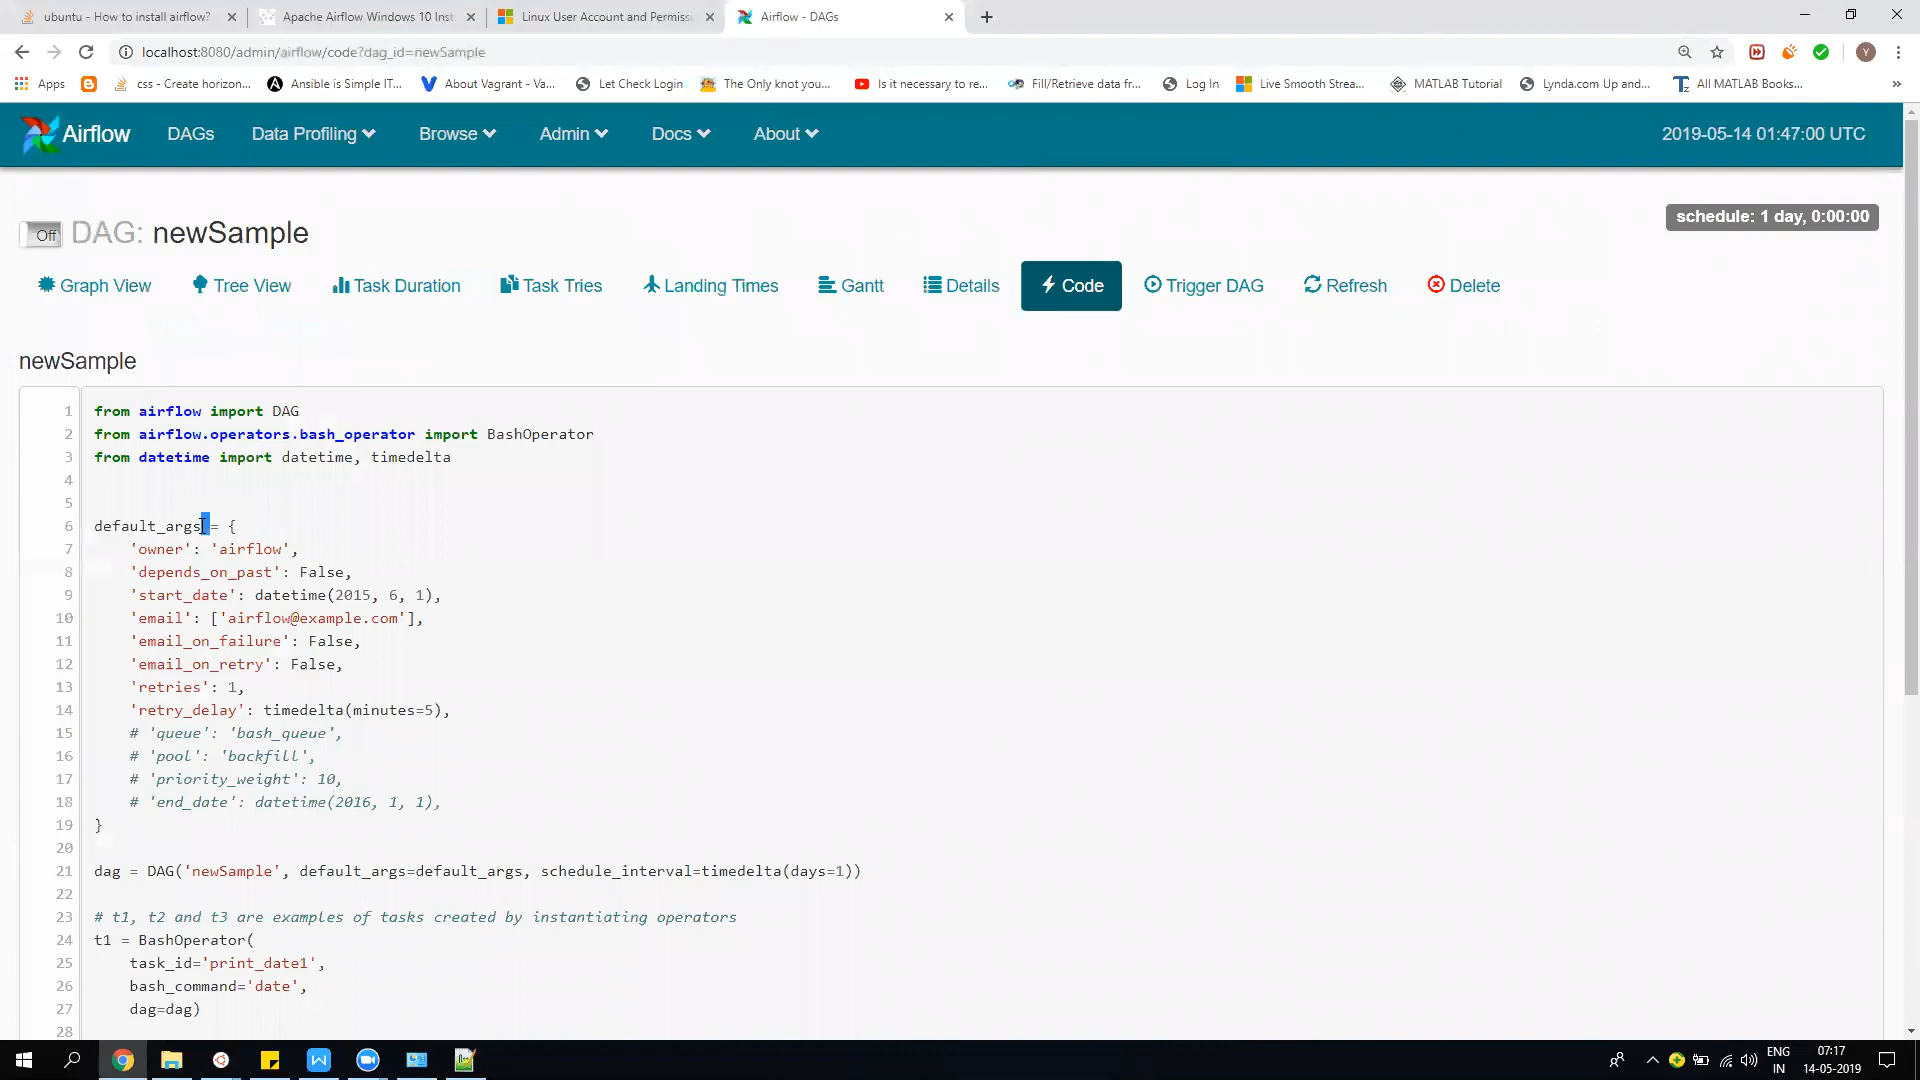 ubuntu - How to install airflow?
Apache Airflow Windows 10 Inst
Linux User Account and Permissi
Airflow - DAGs
localhost:8080/admin/airflow/code?dag_id=newSample
Y
Apps
css - Create horizon...
Ansible is Simple IT...
About Vagrant - Va...
Let Check Login
The Only knot you...
Is it necessary to re...
Fill/Retrieve data fr...
Log In
Live Smooth Strea...
MATLAB Tutorial
Lynda.com Up and...
All MATLAB Books...
»
Airflow
DAGs
Data Profiling
Browse
Admin
Docs
About
2019-05-14 01:47:00 UTC
Off
DAG: newSample
schedule: 1 day, 0:00:00
Graph View
Tree View
Task Duration
Task Tries
Landing Times
Gantt
Details
Code
Trigger DAG
Refresh
Delete
newSample
1 from airflow import DAG
2 from airflow.operators.bash_operator import BashOperator
3 from datetime import datetime, timedelta
4
5
6 default_args = {
7 'owner': 'airflow',
8 'depends_on_past': False,
9 'start_date': datetime(2015, 6, 1),
10 'email': ['airflow@example.com'],
11 'email_on_failure': False,
12 'email_on_retry': False,
13 'retries': 1,
14 'retry_delay': timedelta(minutes=5),
15 # 'queue': 'bash_queue',
16 # 'pool': 'backfill',
17 # 'priority_weight': 10,
18 # 'end_date': datetime(2016, 1, 1),
19 }
20
21 dag = DAG('newSample', default_args=default_args, schedule_interval=timedelta(days=1))
22
23 # t1, t2 and t3 are examples of tasks created by instantiating operators
24 t1 = BashOperator(
25 task_id='print_date1',
26 bash_command='date',
27 dag=dag)
28
ENG
IN
07:17
14-05-2019